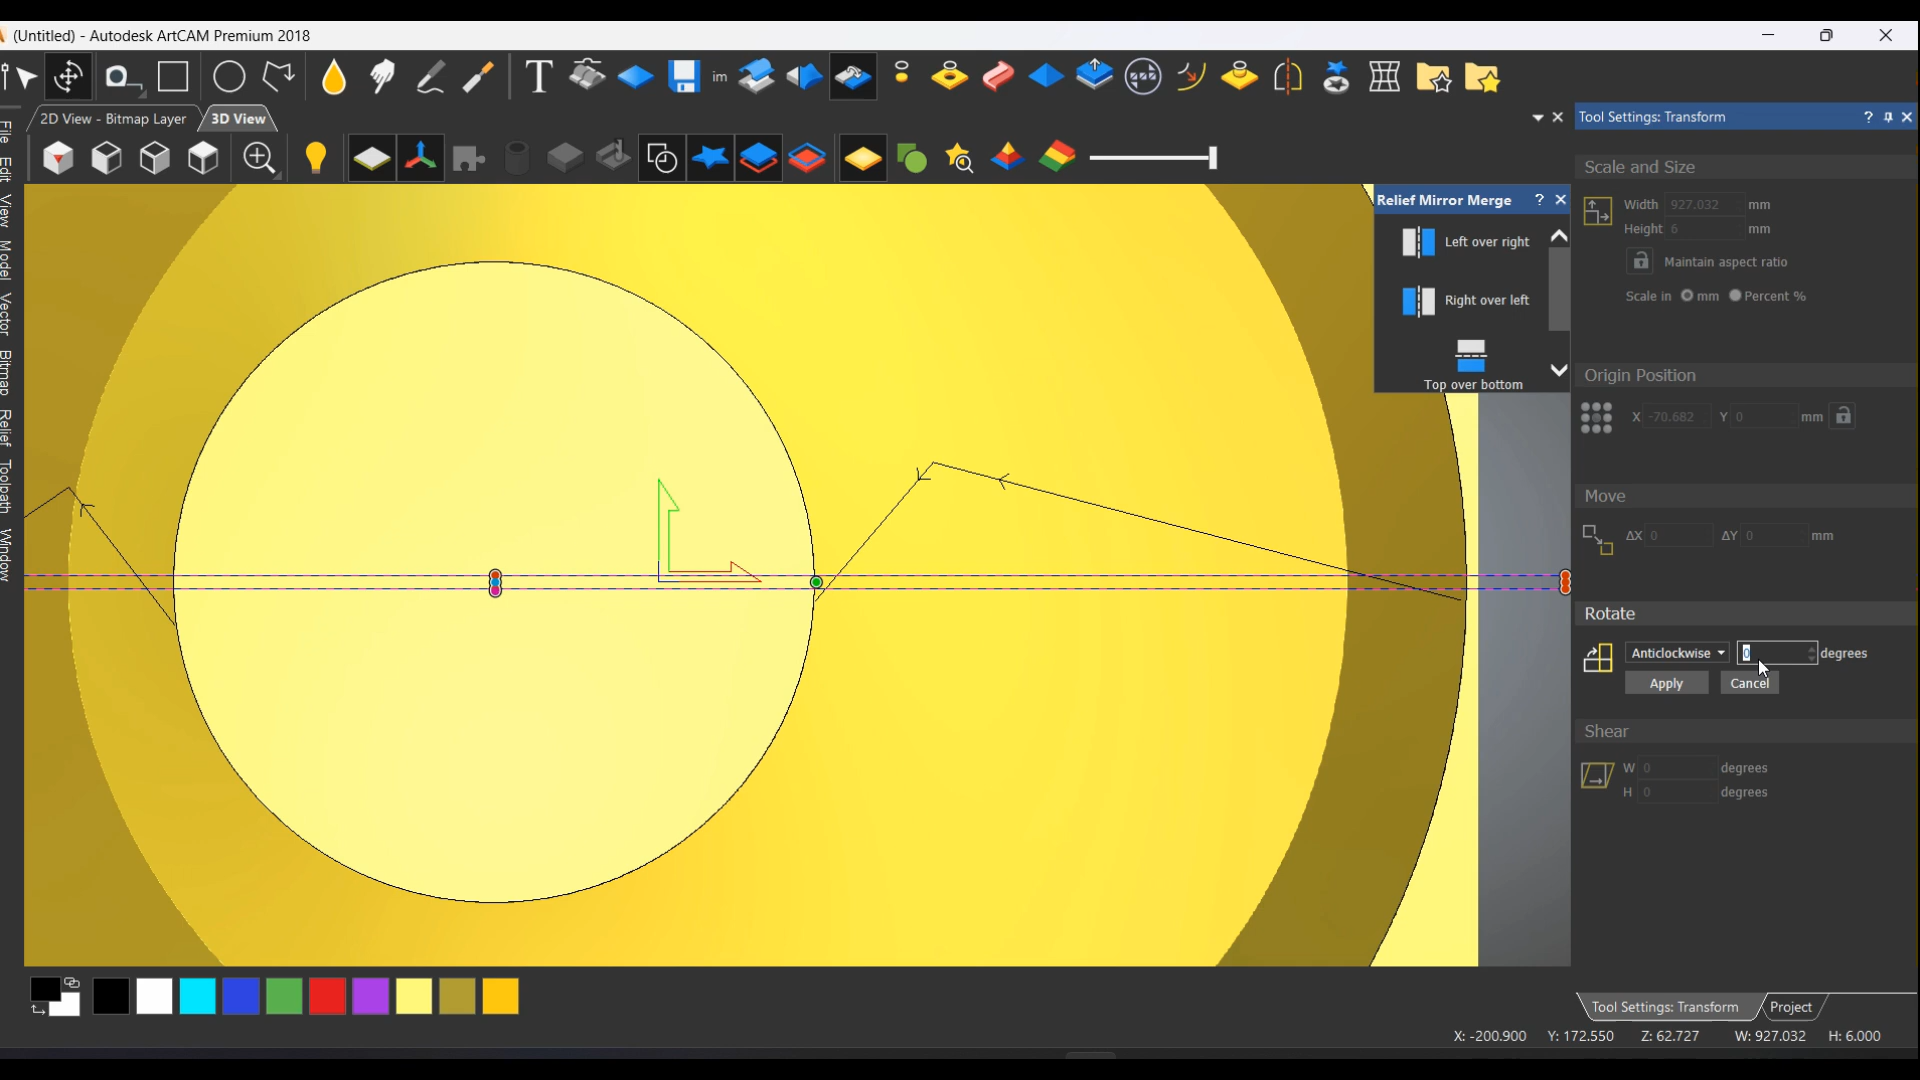 (Untitled) - Autodesk ArtCAM Premium 2018
T
im
2D View - Bitmap Layer
3D View
Tool Settings: Transform
?
File Edit View Model Vector Bitmap Relief Toolpath Window
Relief Mirror Merge ?
Left over right
Right over left
Top over bottom
Scale and Size
Width 927.032 mm
Height 6 mm
Maintain aspect ratio
Scale in mm Percent %
Origin Position
X -70.682 Y 0 mm
Move
ΔX 0 ΔY 0 mm
Rotate
Anticlockwise 0 degrees
Apply Cancel
Shear
W 0 degrees
H 0 degrees
Tool Settings: Transform Project
X: -200.900 Y: 172.550 Z: 62.727 W: 927.032 H: 6.000